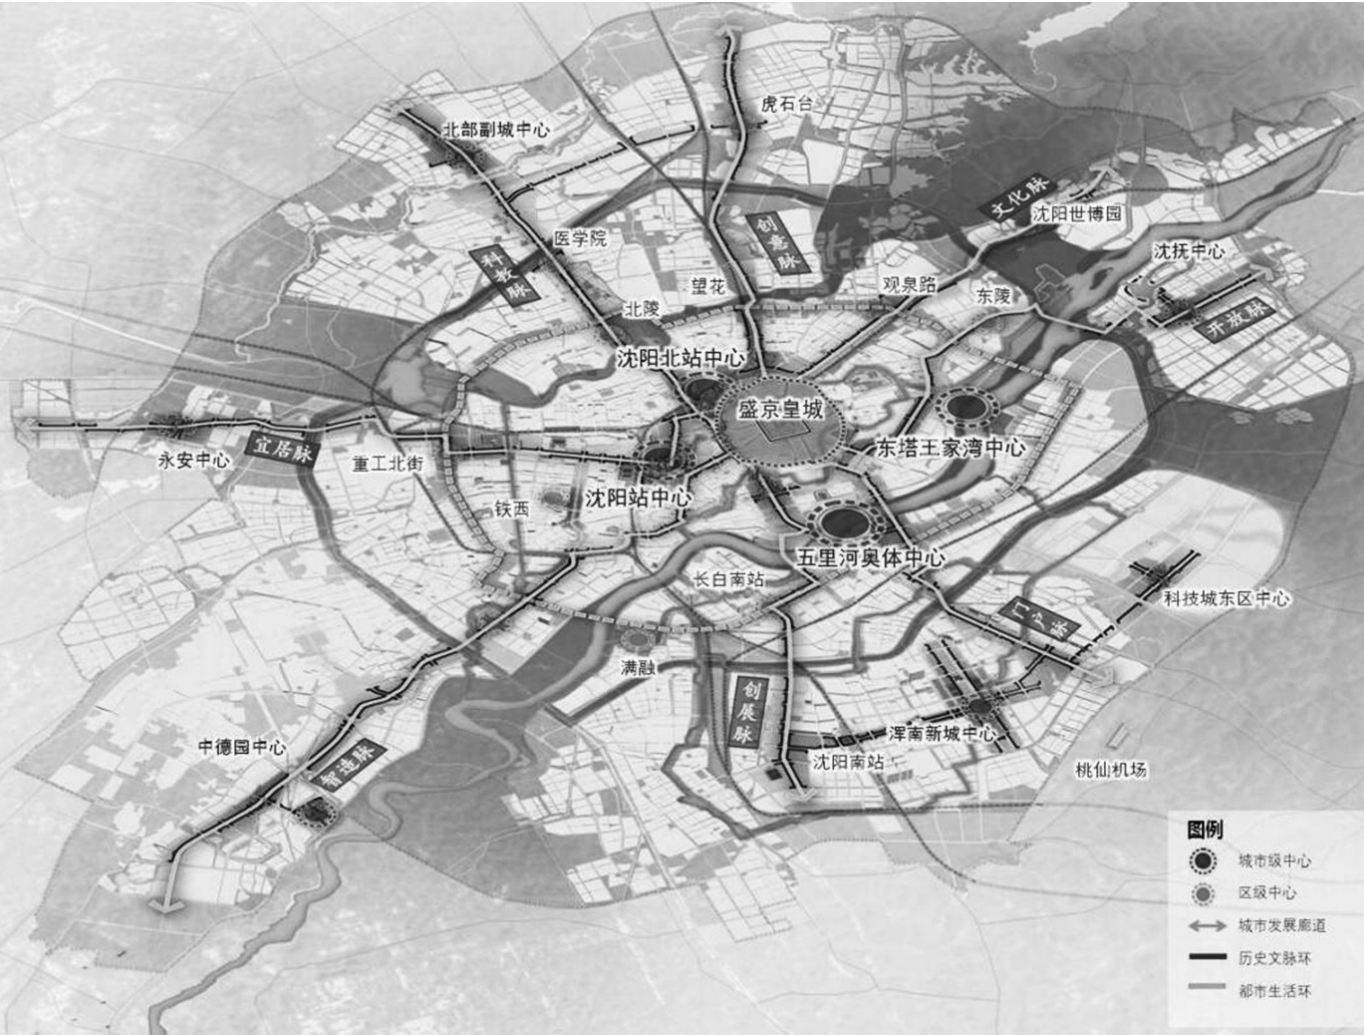 虎石台
北部副城中心
文化脉
沈阳世博园
创意脉
医学院
沈抚中心
科教脉
望花
观泉路
东陵
北陵
开放脉
沈阳北站中心
盛京皇城
宜居脉
永安中心
重工北街
东塔王家湾中心
沈阳站中心
铁西
五里河奥体中心
长白南站
科技城东区中心
门户脉
满融
创展脉
浑南新城中心
中德园中心
智造脉
沈阳南站
桃仙机场
图例
城市级中心
区级中心
城市发展廊道
历史文脉环
都市生活环